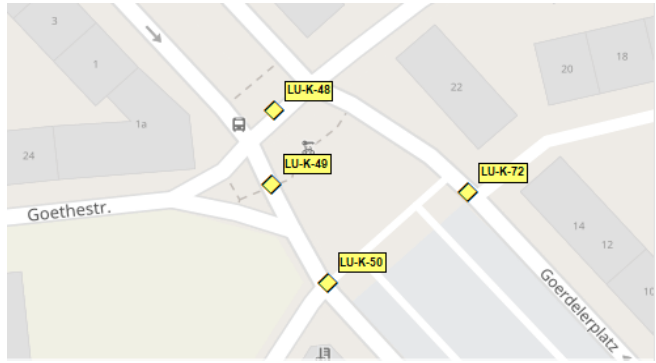 3
1
18
22
20
LU-K-48
1a
24
LU-K-49
LU-K-72
Goethestr.
14
12
LU-K-50
10
Goerdelerplatz